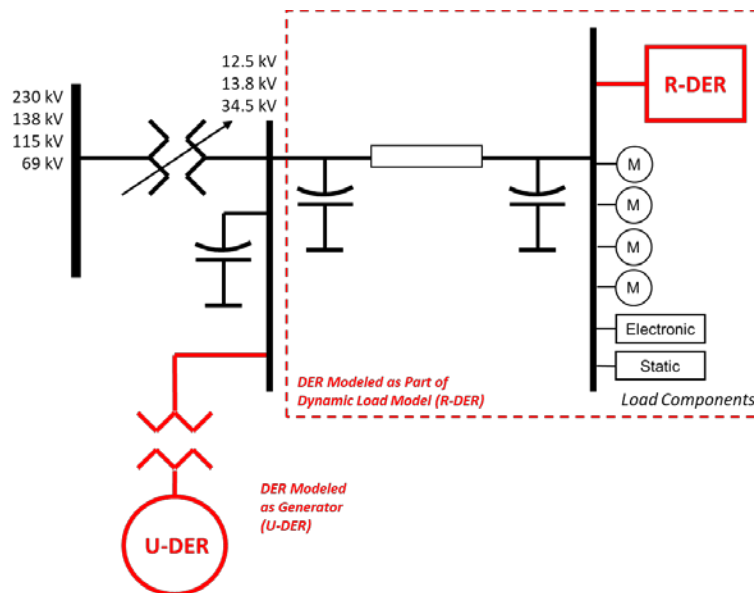 230 kV
138 kV
115 kV
69 kV
12.5 kV
13.8 kV
34.5 kV
R-DER
M
M
M
M
Electronic
Static
DER Modeled as Part of
Dynamic Load Model (R-DER)
Load Components
DER Modeled
as Generator
(U-DER)
U-DER